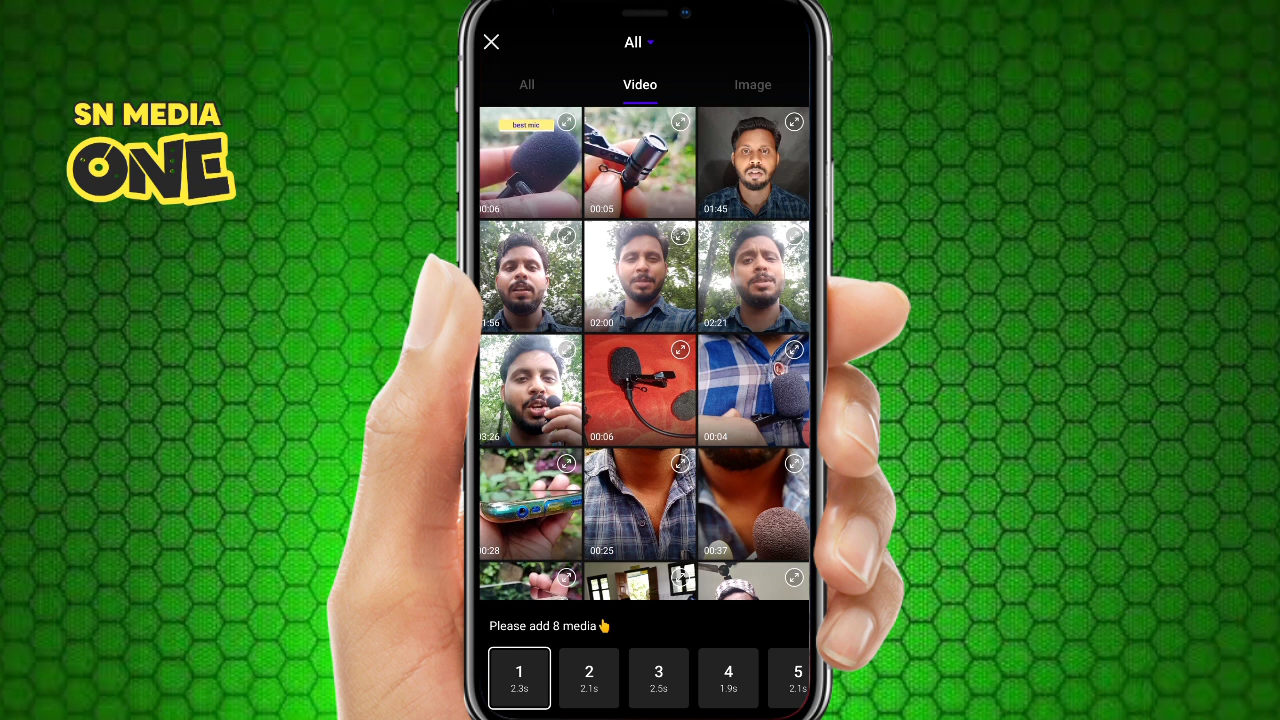 SN MEDIA
ONE
All
All Video Image
best mic
00:06
00:05
01:45
1:56
02:00
02:21
03:26
00:06
00:04
0:28
00:25
00:37
Please add 8 media👆
1 2 3 4 5
2.3s 2.1s 2.5s 1.9s 2.1s